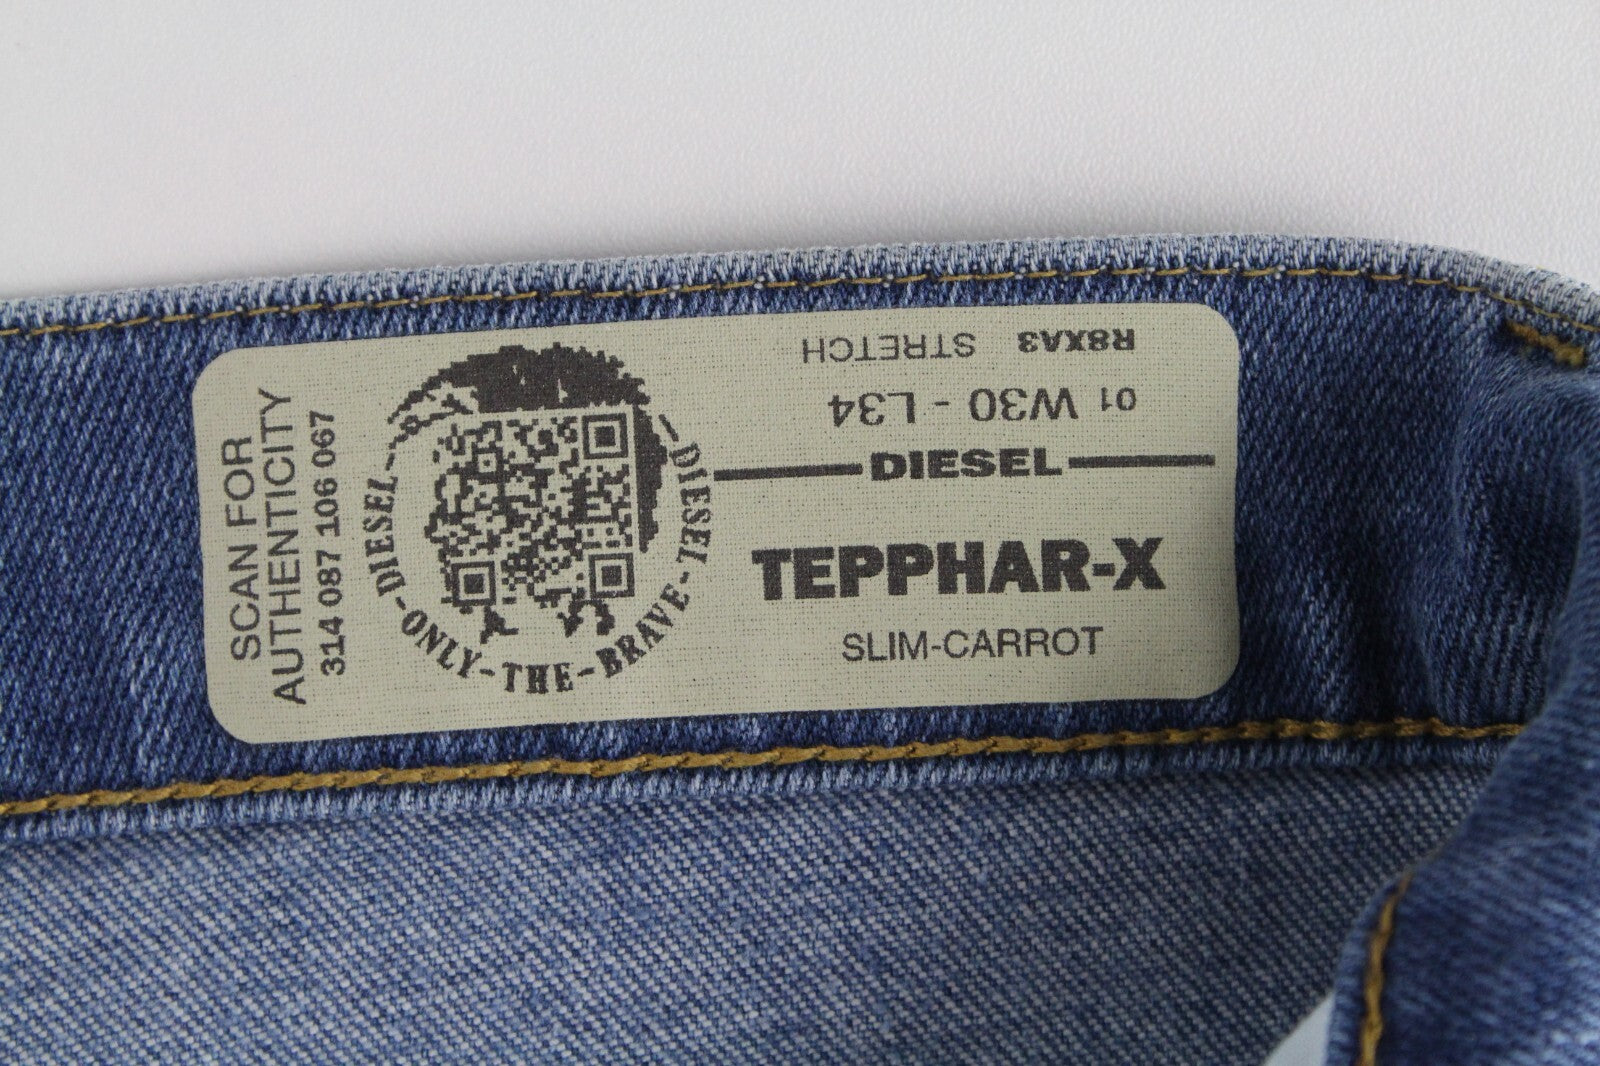 SCAN FOR
AUTHENTICITY
314 087 106 067
DIESEL-ONLY-THE-BRAVE-DIESEL
R8XA3 STRETCH
01 W30 - L34
DIESEL
TEPPHAR-X
SLIM-CARROT